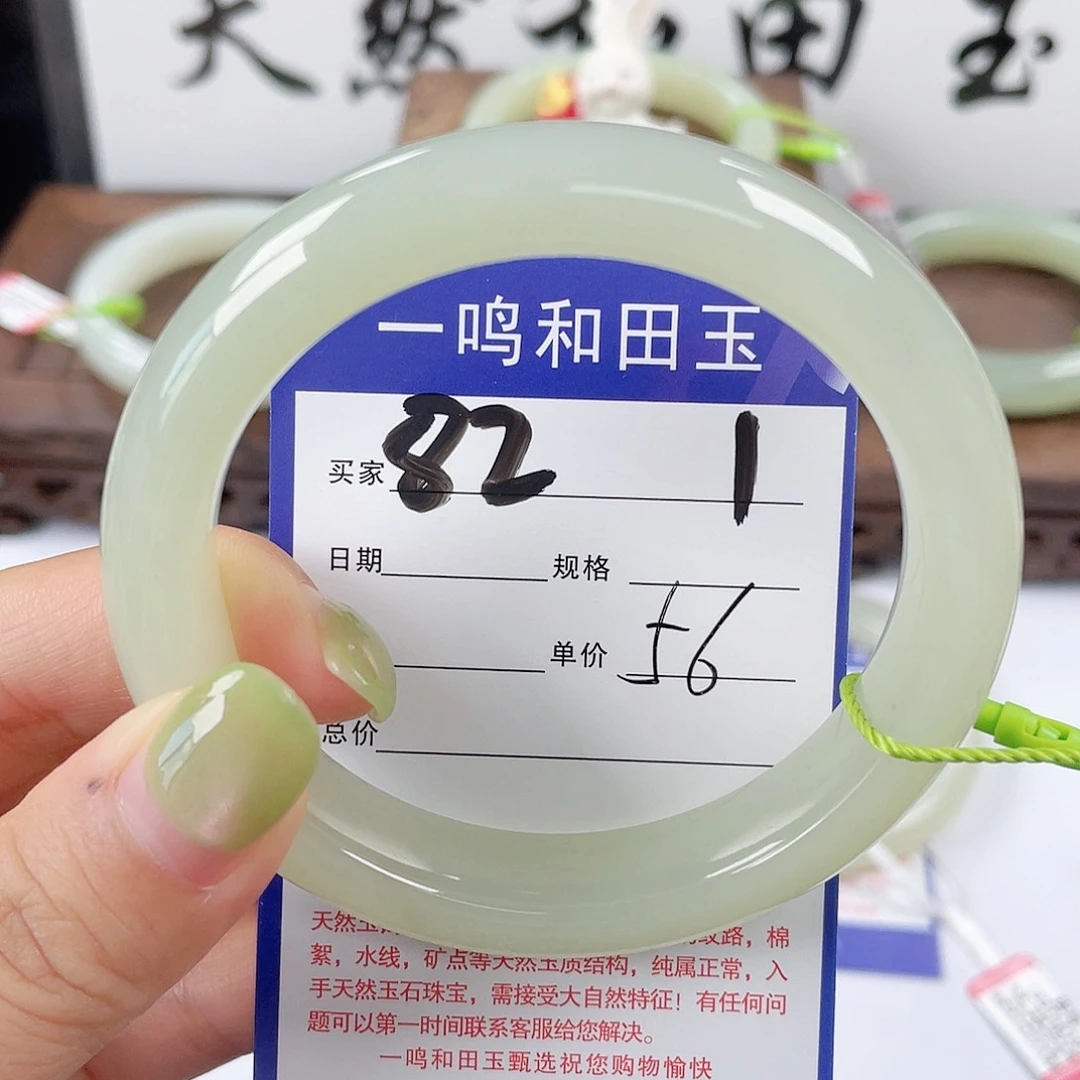 天然和田玉
一鸣和田玉
买家 82 1
日期 规格
单价 56
总价
天然玉 纹路，棉
絮，水线，矿点等天然玉质结构，纯属正常，入
手天然玉石珠宝，需接受大自然特征！有任何问
题可以第一时间联系客服给您解决。
一鸣和田玉甄选祝您购物愉快